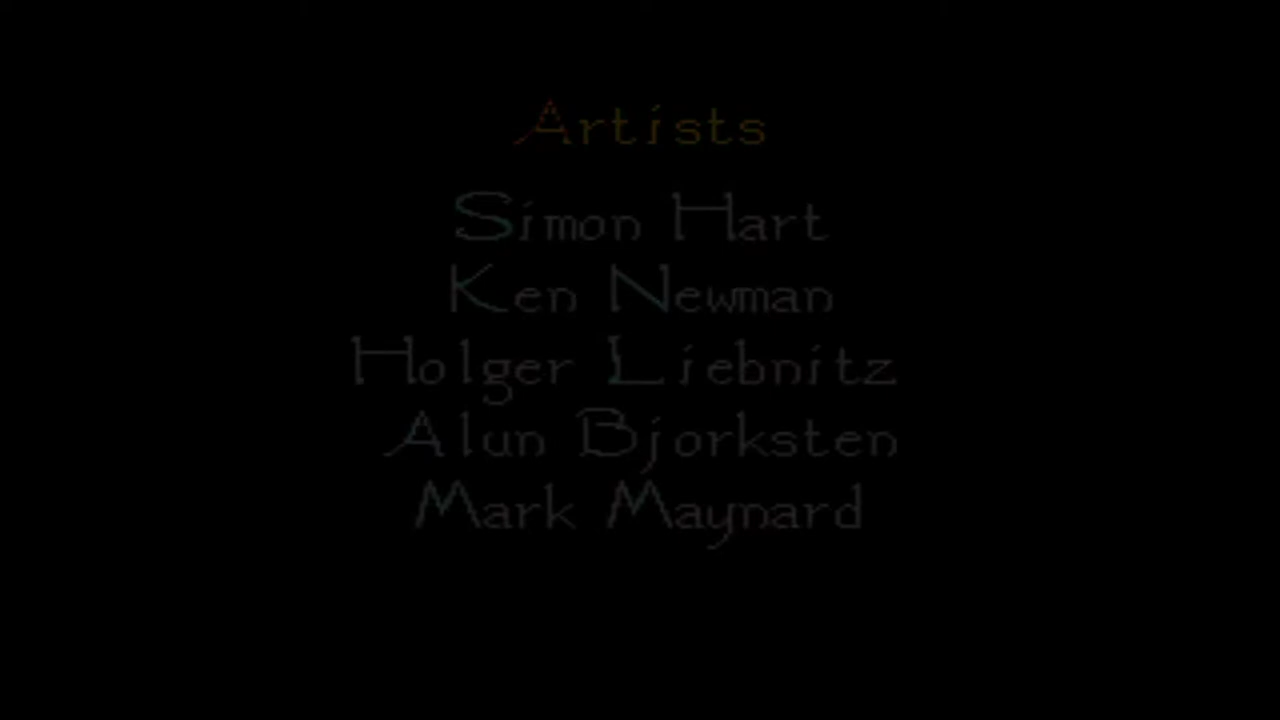 Artists
Simon Hart
Ken Newman
Holger Liebnitz
Alun Bjorksten
Mark Maynard